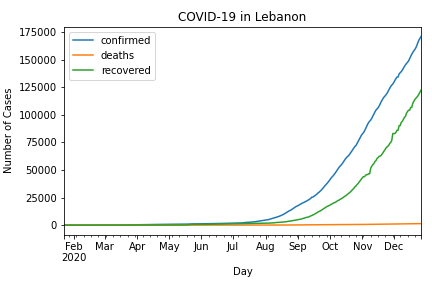 COVID-19 in Lebanon
confirmed
deaths
recovered
175000
150000
125000
100000
75000
50000
25000
0
Number of Cases
Feb Mar Apr May Jun Jul Aug Sep Oct Nov Dec
2020
Day